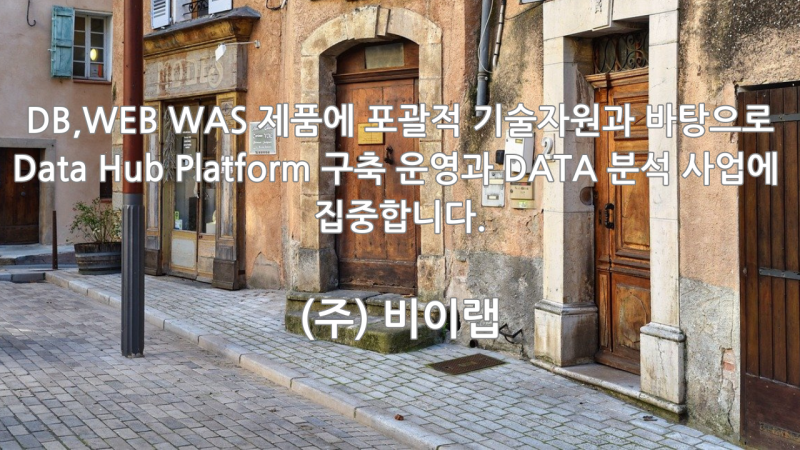 DB,WEB WAS 제품에 포괄적 기술자원과 바탕으로
Data Hub Platform 구축 운영과 DATA 분석 사업에
집중합니다.
(주) 비이랩